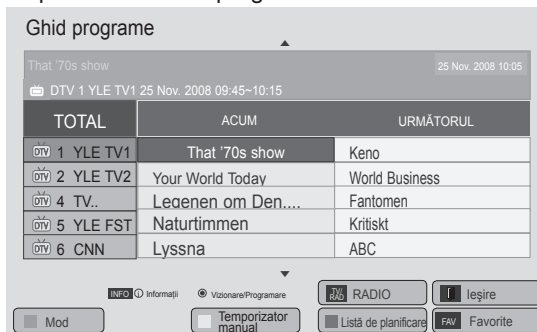 Ghid programe
That '70s show 25 Nov. 2008 10:05
DTV 1 YLE TV1 25 Nov. 2008 09:45~10:15
TOTAL ACUM URMĂTORUL
DTV 1 YLE TV1 That '70s show Keno
DTV 2 YLE TV2 Your World Today World Business
DTV 4 TV.. Legenen om Den.... Fantomen
DTV 5 YLE FST Naturtimmen Kritiskt
DTV 6 CNN Lyssna ABC
INFO ⓘ Informaţii ◉ Vizionare/Programare TV/RAD RADIO Ieşire
Mod Temporizator manual Listă de planificare FAV Favorite